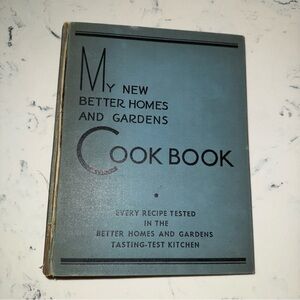 My NEW
BETTER HOMES
AND GARDENS
COOK BOOK
EVERY RECIPE TESTED
IN THE
BETTER HOMES AND GARDENS
TASTING-TEST KITCHEN